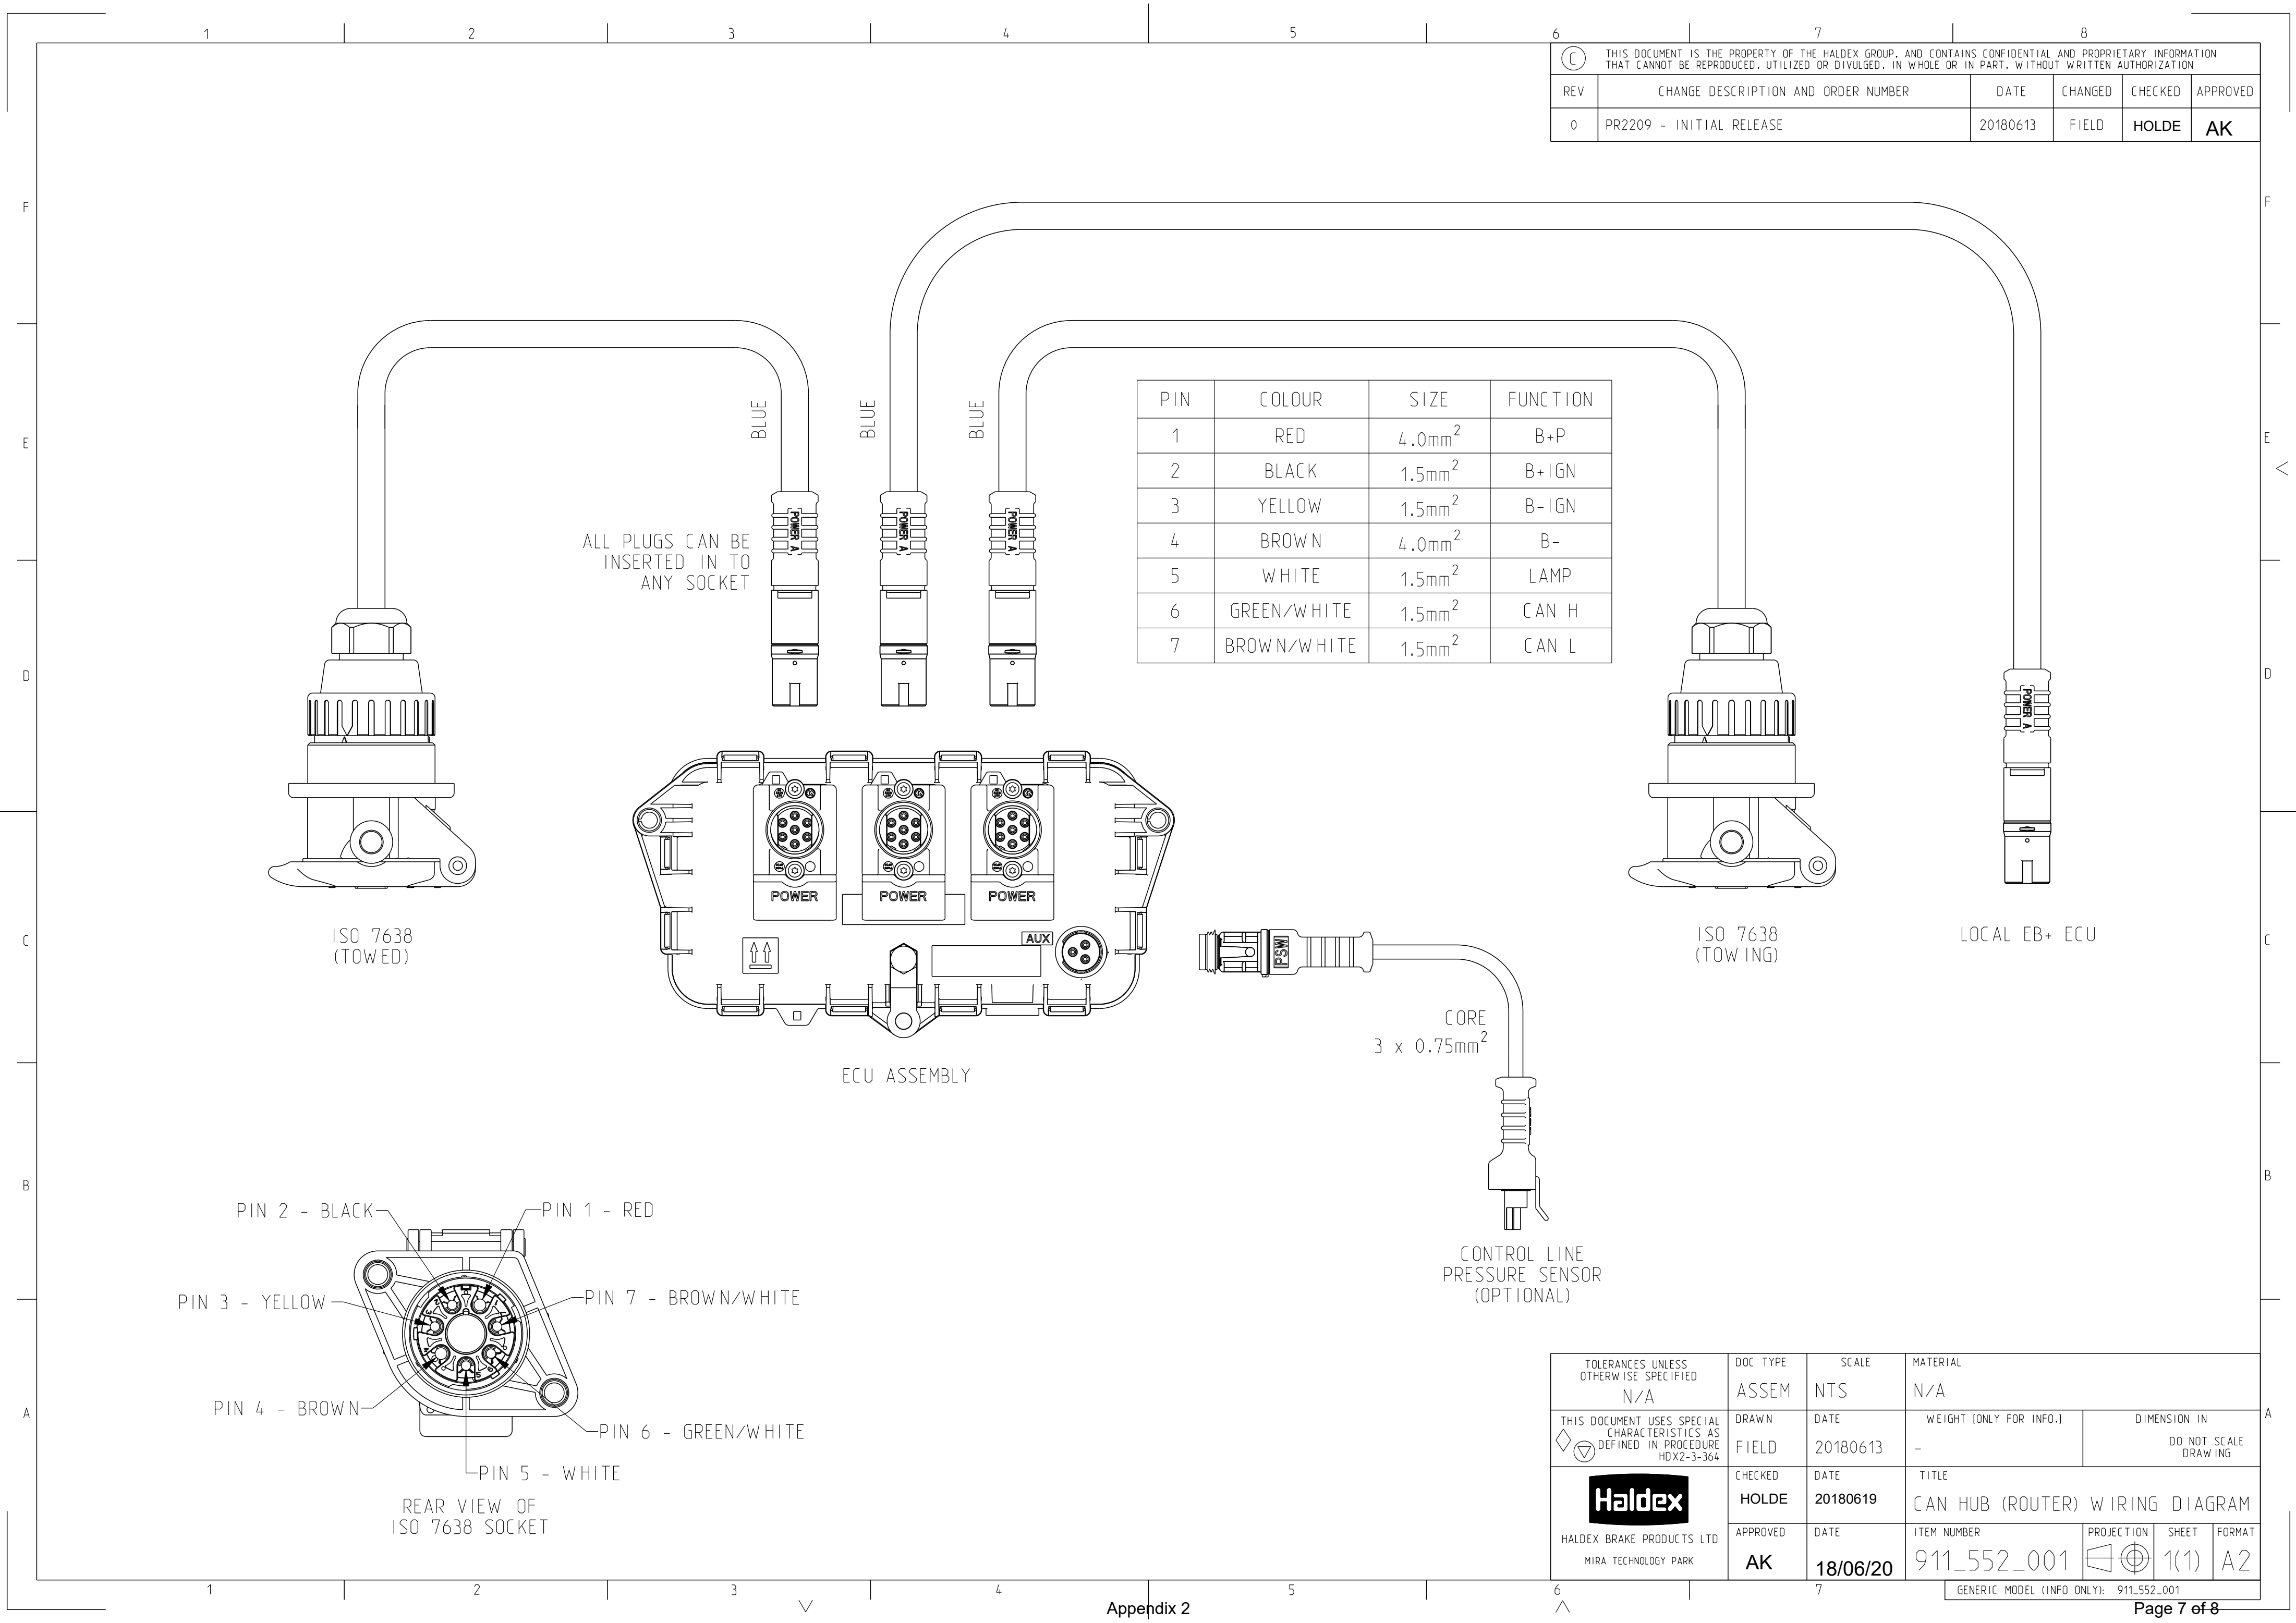 1 2 3 4 5 6 7 8
THIS DOCUMENT IS THE PROPERTY OF THE HALDEX GROUP, AND CONTAINS CONFIDENTIAL AND PROPRIETARY INFORMATION
THAT CANNOT BE REPRODUCED, UTILIZED OR DIVULGED, IN WHOLE OR IN PART, WITHOUT WRITTEN AUTHORIZATION
C
REV CHANGE DESCRIPTION AND ORDER NUMBER DATE CHANGED CHECKED APPROVED
0 PR2209 - INITIAL RELEASE 20180613 FIELD HOLDE AK
F F
E E
D D
C C
B B
A A
BLUE
BLUE
BLUE
POWER A
POWER A
POWER A
POWER A
ALL PLUGS CAN BE
INSERTED IN TO
ANY SOCKET
PIN COLOUR SIZE FUNCTION
1 RED 4.0mm² B+P
2 BLACK 1.5mm² B+IGN
3 YELLOW 1.5mm² B-IGN
4 BROWN 4.0mm² B-
5 WHITE 1.5mm² LAMP
6 GREEN/WHITE 1.5mm² CAN H
7 BROWN/WHITE 1.5mm² CAN L
POWER POWER POWER
AUX
PSW
ISO 7638
(TOWED)
ISO 7638
(TOWING)
LOCAL EB+ ECU
CORE
3 x 0.75mm²
ECU ASSEMBLY
CONTROL LINE
PRESSURE SENSOR
(OPTIONAL)
PIN 2 - BLACK
PIN 1 - RED
PIN 3 - YELLOW
PIN 7 - BROWN/WHITE
PIN 4 - BROWN
PIN 6 - GREEN/WHITE
PIN 5 - WHITE
REAR VIEW OF
ISO 7638 SOCKET
TOLERANCES UNLESS
OTHERWISE SPECIFIED
N/A
DOC TYPE
ASSEM
SCALE
NTS
MATERIAL
N/A
THIS DOCUMENT USES SPECIAL
CHARACTERISTICS AS
DEFINED IN PROCEDURE
HDX2-3-364
DRAWN
FIELD
DATE
20180613
WEIGHT [ONLY FOR INFO.]
-
DIMENSION IN
DO NOT SCALE
DRAWING
Haldex
HALDEX BRAKE PRODUCTS LTD
MIRA TECHNOLOGY PARK
CHECKED
HOLDE
DATE
20180619
TITLE
CAN HUB (ROUTER) WIRING DIAGRAM
APPROVED
AK
DATE
18/06/20
ITEM NUMBER
911_552_001
PROJECTION
SHEET
1(1)
FORMAT
A2
GENERIC MODEL (INFO ONLY): 911_552_001
1 2 3 4 5 6 7
Appendix 2
Page 7 of 8